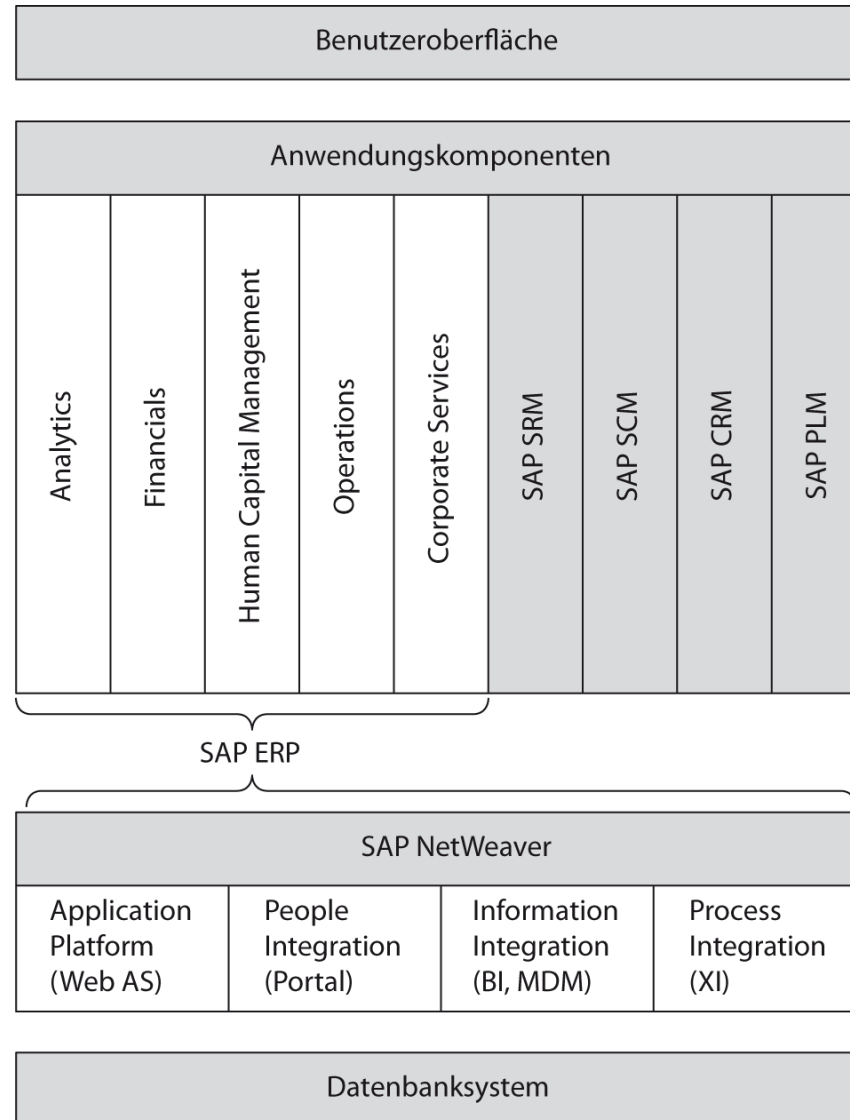 Benutzeroberfläche
Anwendungskomponenten
Analytics
Financials
Human Capital Management
Operations
Corporate Services
SAP SRM
SAP SCM
SAP CRM
SAP PLM
SAP ERP
SAP NetWeaver
Application
Platform
(Web AS)
People
Integration
(Portal)
Information
Integration
(BI, MDM)
Process
Integration
(XI)
Datenbanksystem